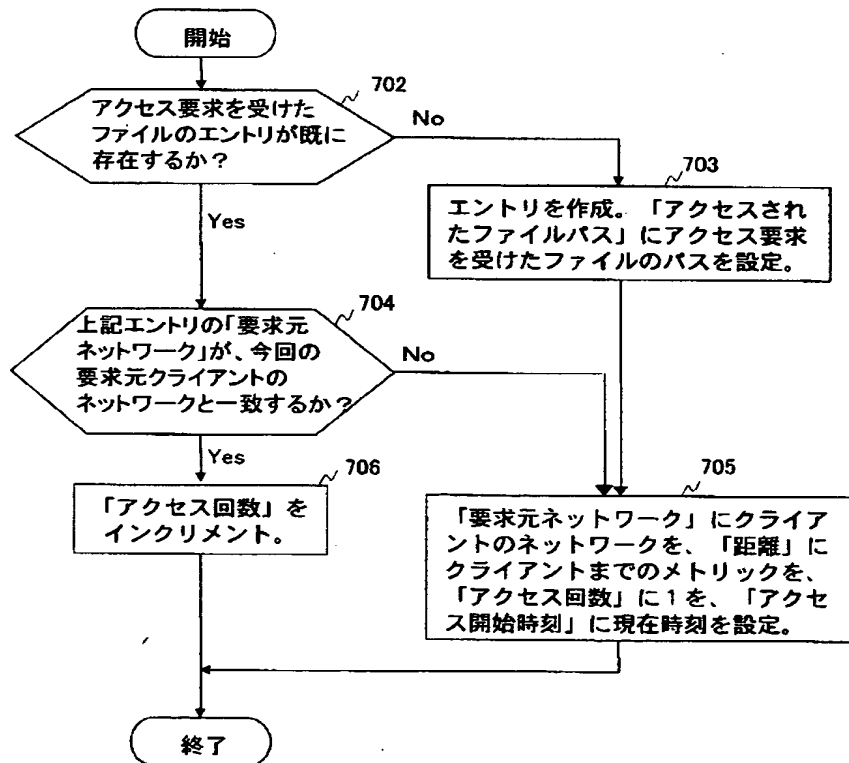 開始
702
アクセス要求を受けた
ファイルのエントリが既に
存在するか？
No
Yes
703
エントリを作成。「アクセスされ
たファイルパス」にアクセス要求
を受けたファイルのパスを設定。
704
上記エントリの「要求元
ネットワーク」が、今回の
要求元クライアントの
ネットワークと一致するか？
No
Yes
706
「アクセス回数」を
インクリメント。
705
「要求元ネットワーク」にクライア
ントのネットワークを、「距離」に
クライアントまでのメトリックを、
「アクセス回数」に１を、「アクセ
ス開始時刻」に現在時刻を設定。
終了